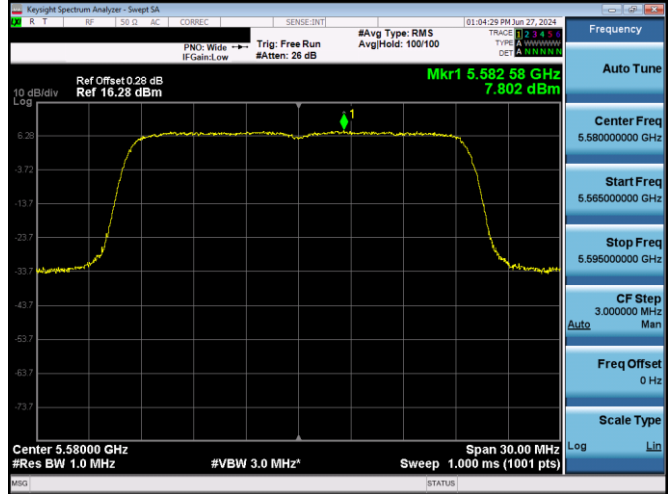 Keysight Spectrum Analyzer - Swept SA
R T RF 50 Ω AC CORREC SENSE:INT 01:04:29 PM Jun 27, 2024
PNO: Wide Trig: Free Run #Avg Type: RMS TRACE 1 2 3 4 5 6
IFGain:Low #Atten: 26 dB Avg|Hold: 100/100 TYPE A WWWWW
DET A N N N N N
Ref Offset 0.28 dB Mkr1 5.582 58 GHz
10 dB/div Ref 16.28 dBm 7.802 dBm
Log
1
6.28
-3.72
-13.7
-23.7
-33.7
-43.7
-53.7
-63.7
-73.7
Center 5.58000 GHz Span 30.00 MHz
#Res BW 1.0 MHz #VBW 3.0 MHz* Sweep 1.000 ms (1001 pts)
MSG STATUS
Frequency
Auto Tune
Center Freq
5.580000000 GHz
Start Freq
5.565000000 GHz
Stop Freq
5.595000000 GHz
CF Step
3.000000 MHz
Auto Man
Freq Offset
0 Hz
Scale Type
Log Lin